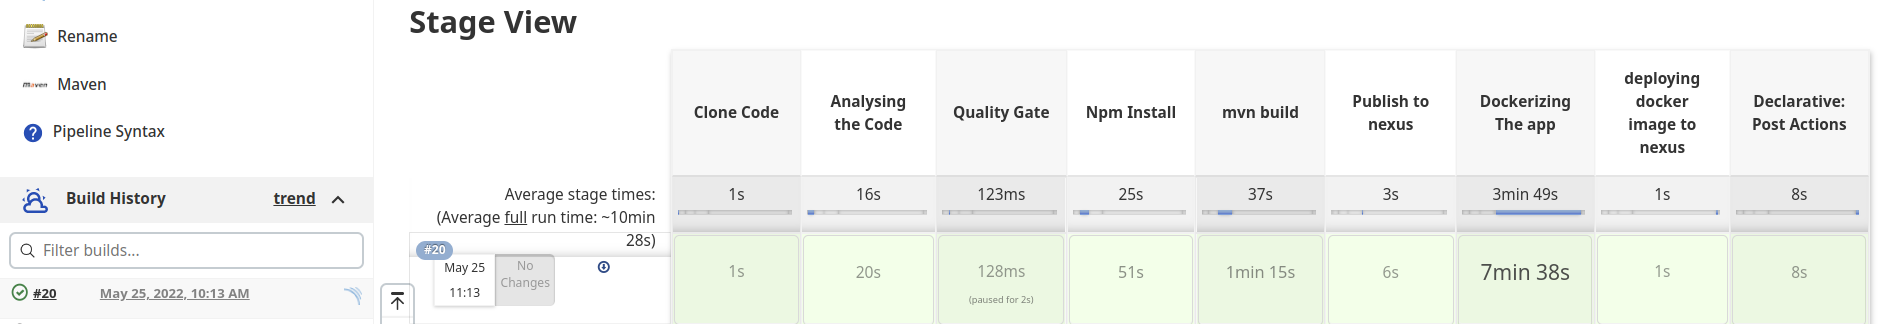 Rename
Maven
Maven
Pipeline Syntax
Build History
trend
Filter builds...
#20
May 25, 2022, 10:13 AM
Stage View
Clone Code
Analysing
the Code
Quality Gate
Npm Install
mvn build
Publish to
nexus
Dockerizing
The app
deploying
docker
image to
nexus
Declarative:
Post Actions
Average stage times:
(Average full run time: ~10min
28s)
1s
16s
123ms
25s
37s
3s
3min 49s
1s
8s
#20
May 25
11:13
No
Changes
1s
20s
128ms
(paused for 2s)
51s
1min 15s
6s
7min 38s
1s
8s